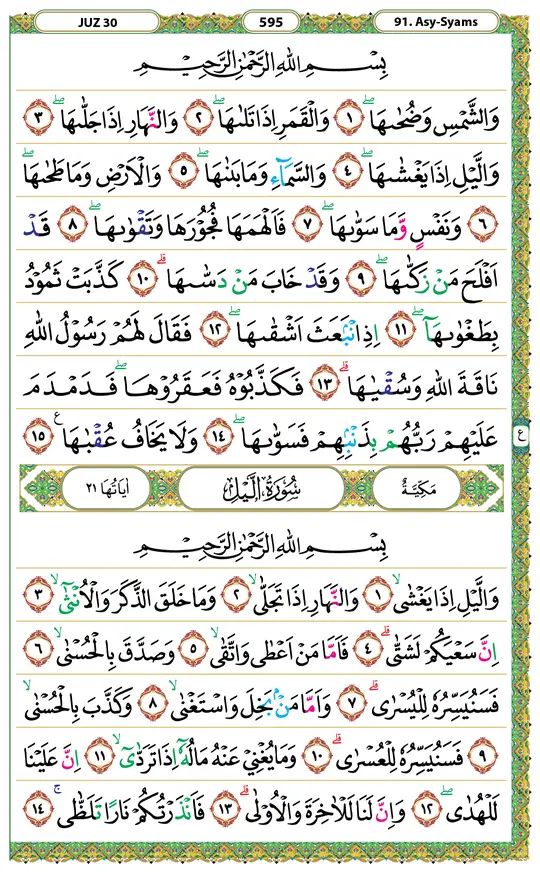 JUZ 30 595 91. Asy-Syams
بِسْمِ اللّٰهِ الرَّحْمٰنِ الرَّحِيْمِ
وَالشَّمْسِ وَضُحٰىهَاۖ ١ وَالْقَمَرِ اِذَا تَلٰىهَاۖ ٢ وَالنَّهَارِ اِذَا جَلّٰىهَاۖ ٣
وَالَّيْلِ اِذَا يَغْشٰىهَاۖ ٤ وَالسَّمَاۤءِ وَمَا بَنٰىهَاۖ ٥ وَالْاَرْضِ وَمَا طَحٰىهَاۖ
٦ وَنَفْسٍ وَّمَا سَوّٰىهَاۖ ٧ فَاَلْهَمَهَا فُجُوْرَهَا وَتَقْوٰىهَاۖ ٨ قَدْ
اَفْلَحَ مَنْ زَكّٰىهَاۖ ٩ وَقَدْ خَابَ مَنْ دَسّٰىهَاۗ ١٠ كَذَّبَتْ ثَمُوْدُ
بِطَغْوٰىهَآۖ ١١ اِذِ انْۢبَعَثَ اَشْقٰىهَاۖ ١٢ فَقَالَ لَهُمْ رَسُوْلُ اللّٰهِ
نَاقَةَ اللّٰهِ وَسُقْيٰهَاۗ ١٣ فَكَذَّبُوْهُ فَعَقَرُوْهَاۖ فَدَمْدَمَ
عَلَيْهِمْ رَبُّهُمْ بِذَنْۢبِهِمْ فَسَوّٰىهَاۖ ١٤ وَلَا يَخَافُ عُقْبٰهَا ࣖ ١٥
ع
مَكِيَّةٌ سُوْرَةُ الَّيْلِ اٰيَاتُهَا ٢١
بِسْمِ اللّٰهِ الرَّحْمٰنِ الرَّحِيْمِ
وَالَّيْلِ اِذَا يَغْشٰىۙ ١ وَالنَّهَارِ اِذَا تَجَلّٰىۙ ٢ وَمَا خَلَقَ الذَّكَرَ وَالْاُنْثٰىۙ ٣
اِنَّ سَعْيَكُمْ لَشَتّٰىۗ ٤ فَاَمَّا مَنْ اَعْطٰى وَاتَّقٰىۙ ٥ وَصَدَّقَ بِالْحُسْنٰىۙ ٦
فَسَنُيَسِّرُهٗ لِلْيُسْرٰىۗ ٧ وَاَمَّا مَنْۢ بَخِلَ وَاسْتَغْنٰىۙ ٨ وَكَذَّبَ بِالْحُسْنٰىۙ
٩ فَسَنُيَسِّرُهٗ لِلْعُسْرٰىۗ ١٠ وَمَا يُغْنِيْ عَنْهُ مَالُهٗٓ اِذَا تَرَدّٰىۙ ١١ اِنَّ عَلَيْنَا
لَلْهُدٰىۖ ١٢ وَاِنَّ لَنَا لَلْاٰخِرَةَ وَالْاُوْلٰىۗ ١٣ فَاَنْذَرْتُكُمْ نَارًا تَلَظّٰىۚ ١٤